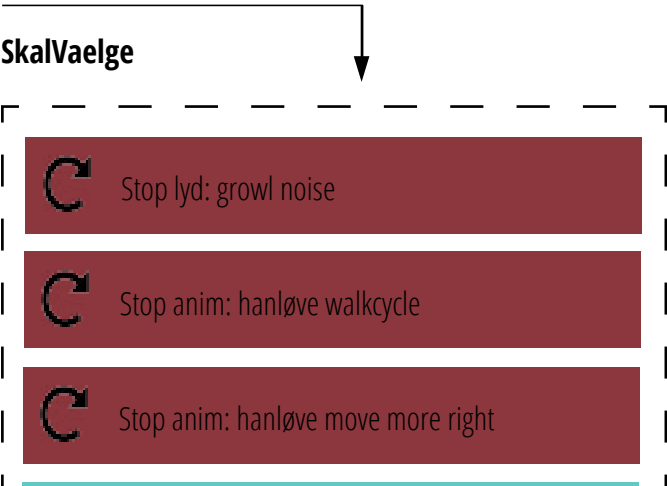 SkalVaelge
Stop lyd: growl noise
Stop anim: hanløve walkcycle
Stop anim: hanløve move more right